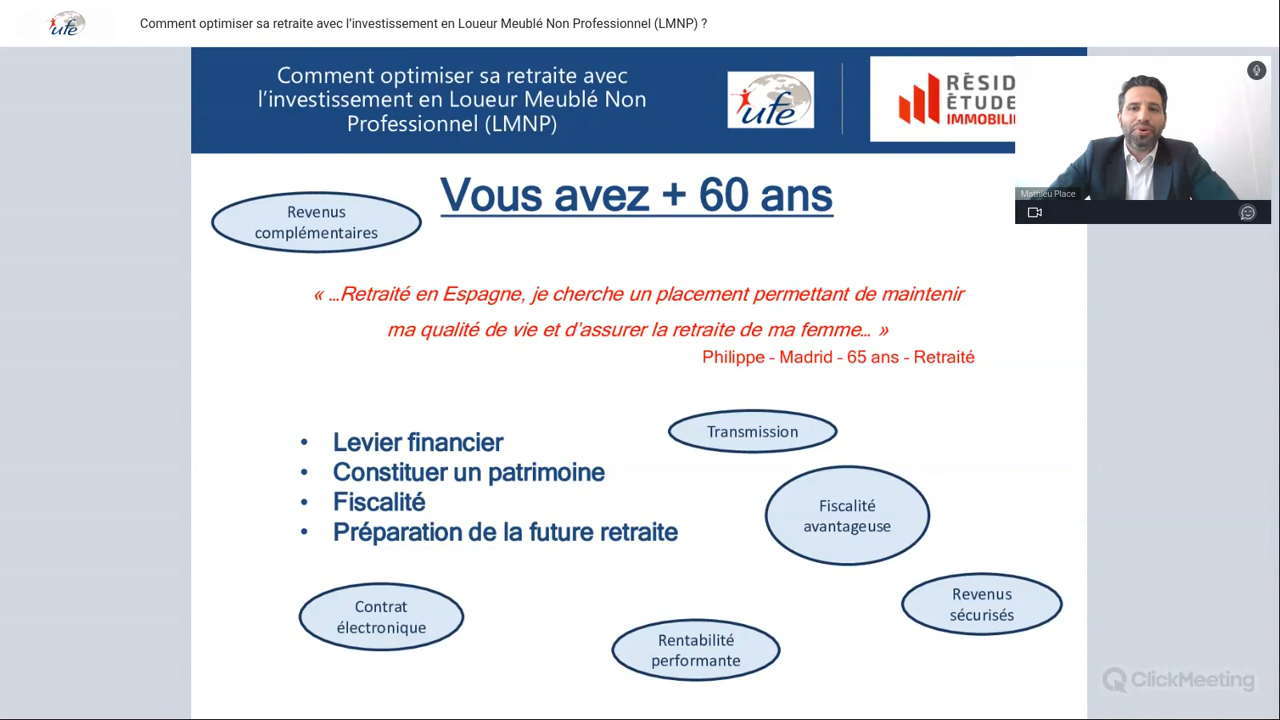 ufe
Comment optimiser sa retraite avec l’investissement en Loueur Meublé Non Professionnel (LMNP) ?
Comment optimiser sa retraite avec
l’investissement en Loueur Meublé Non
Professionnel (LMNP)
ufe
RÉSID
ÉTUDE
IMMOBILI
Mathieu Place
Vous avez + 60 ans
Revenus
complémentaires
« …Retraité en Espagne, je cherche un placement permettant de maintenir
ma qualité de vie et d’assurer la retraite de ma femme… »
Philippe - Madrid - 65 ans - Retraité
• Levier financier
• Constituer un patrimoine
• Fiscalité
• Préparation de la future retraite
Transmission
Fiscalité
avantageuse
Revenus
sécurisés
Contrat
électronique
Rentabilité
performante
ClickMeeting